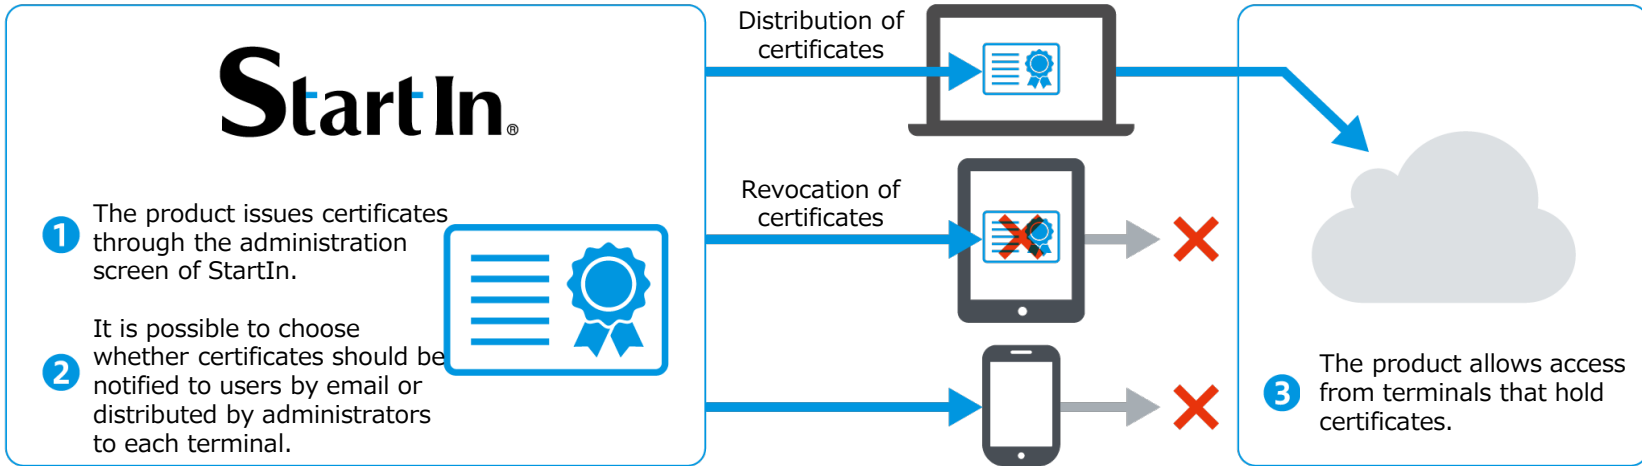 StartIn®
1
The product issues certificates
through the administration
screen of StartIn.
2
It is possible to choose
whether certificates should be
notified to users by email or
distributed by administrators
to each terminal.
Distribution of
certificates
Revocation of
certificates
3
The product allows access
from terminals that hold
certificates.